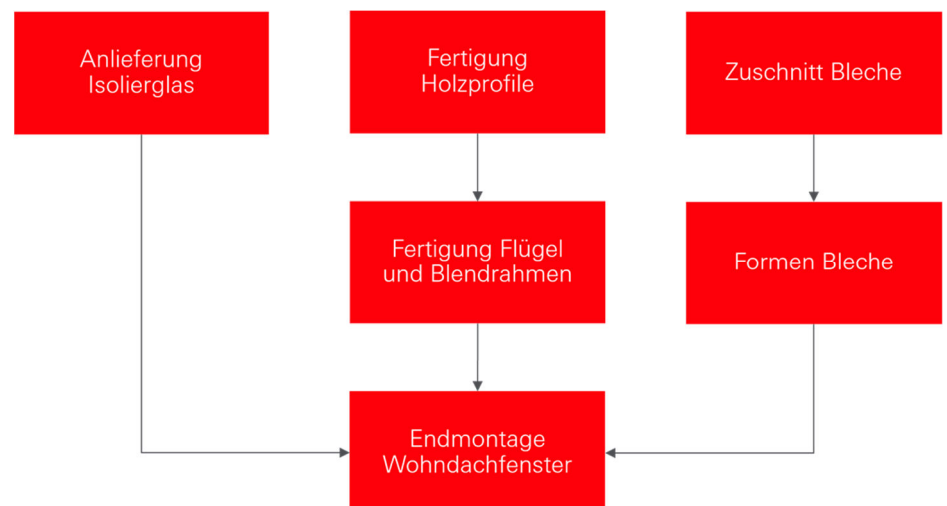 Anlieferung
Isolierglas
Fertigung
Holzprofile
Zuschnitt Bleche
Fertigung Flügel
und Blendrahmen
Formen Bleche
Endmontage
Wohndachfenster